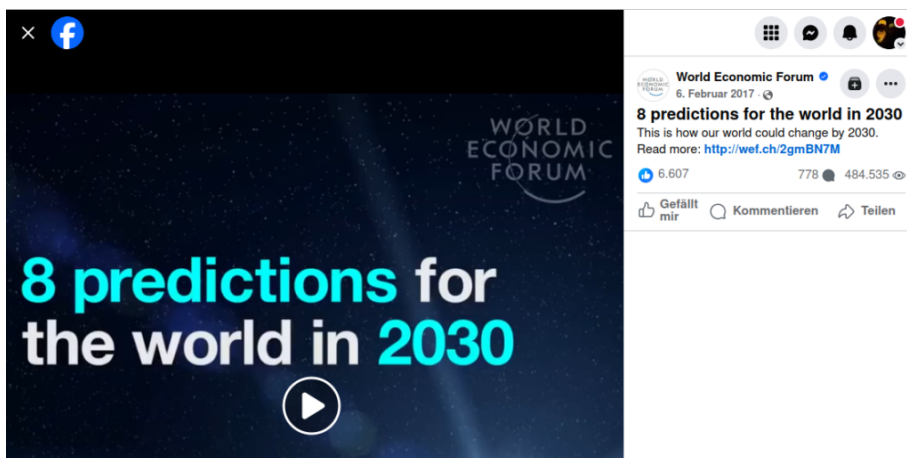 WORLD
ECONOMIC
FORUM
8 predictions for
the world in 2030
World Economic Forum
6. Februar 2017 ·
8 predictions for the world in 2030
This is how our world could change by 2030.
Read more: http://wef.ch/2gmBN7M
6.607 778 484.535
Gefällt mir Kommentieren Teilen